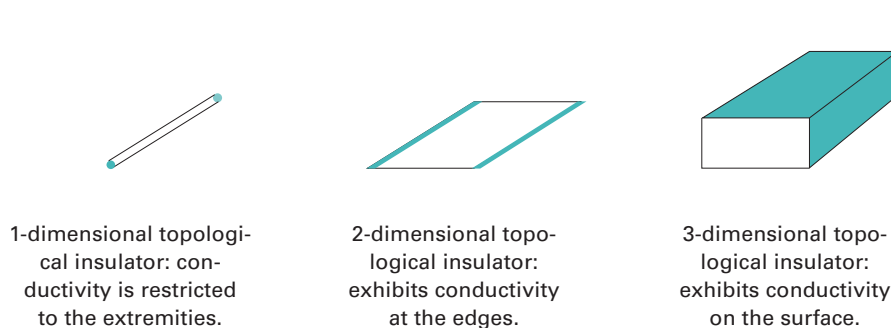 1-dimensional topologi-
cal insulator: con-
ductivity is restricted
to the extremities.
2-dimensional topo-
logical insulator:
exhibits conductivity
at the edges.
3-dimensional topo-
logical insulator:
exhibits conductivity
on the surface.